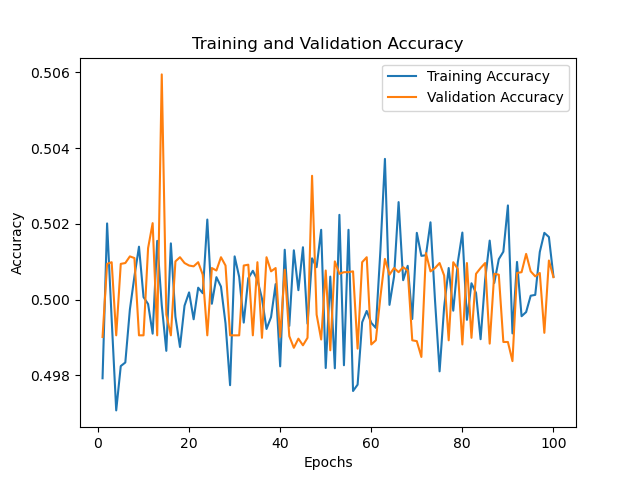 Training and Validation Accuracy
Training Accuracy
Validation Accuracy
0.506
0.504
0.502
0.500
0.498
Accuracy
0
20
40
60
80
100
Epochs